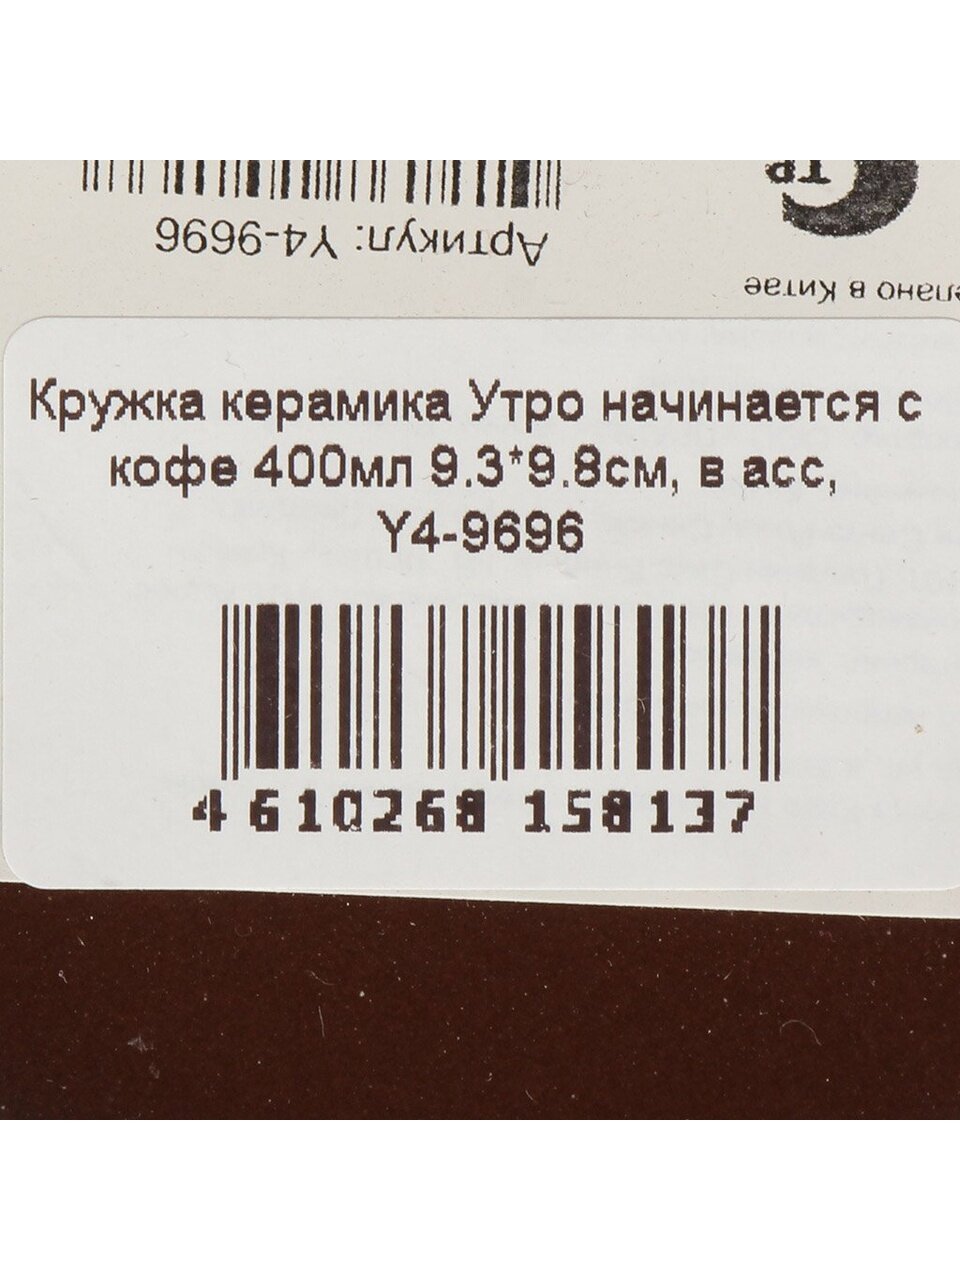 ТР
Артикул: Y4-9696
елано в Китае
Кружка керамика Утро начинается с
кофе 400мл 9.3*9.8см, в асс,
Y4-9696
4 610268 158137